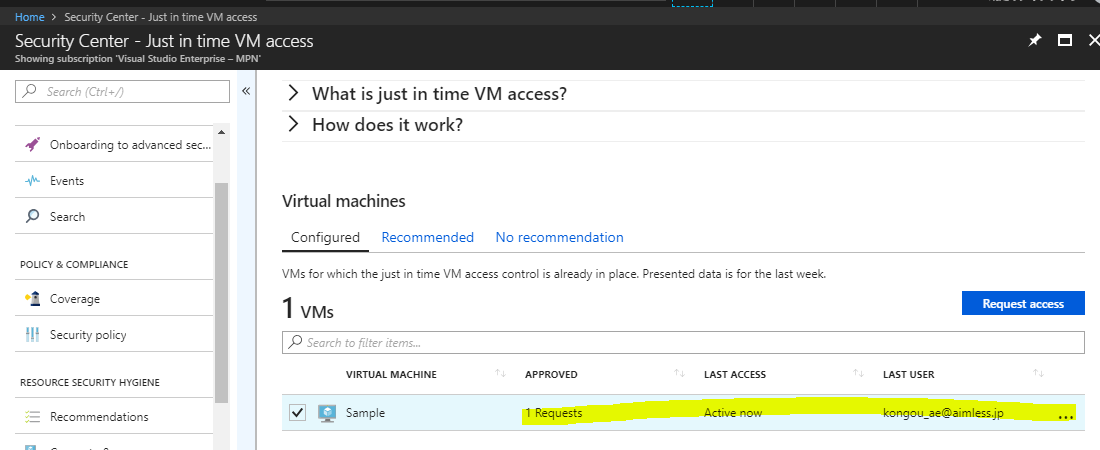 Home > Security Center - Just in time VM access
Security Center - Just in time VM access
Showing subscription 'Visual Studio Enterprise – MPN'
Search (Ctrl+/)
Onboarding to advanced sec...
Events
Search
POLICY & COMPLIANCE
Coverage
Security policy
RESOURCE SECURITY HYGIENE
Recommendations
What is just in time VM access?
How does it work?
Virtual machines
Configured Recommended No recommendation
VMs for which the just in time VM access control is already in place. Presented data is for the last week.
1 VMs
Request access
Search to filter items...
VIRTUAL MACHINE APPROVED LAST ACCESS LAST USER
Sample 1 Requests Active now kongou_ae@aimless.jp ...